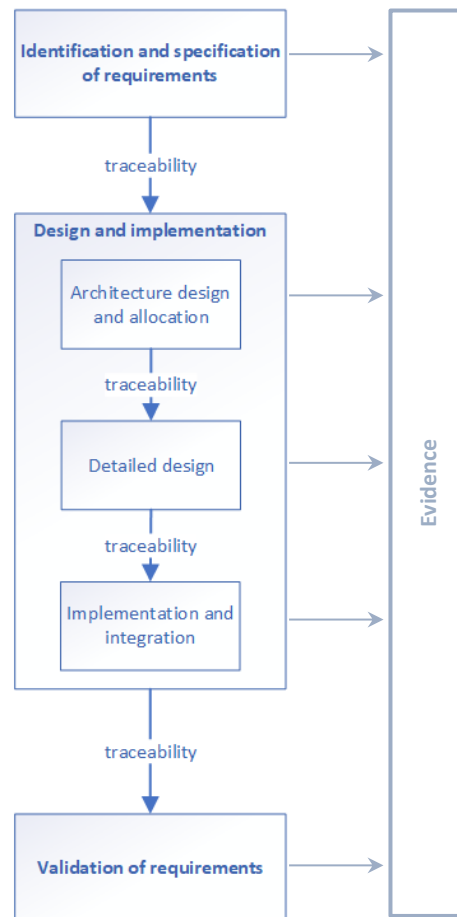 Identification and specification
of requirements
traceability
Design and implementation
Architecture design
and allocation
traceability
Detailed design
traceability
Implementation and
integration
traceability
Validation of requirements
Evidence